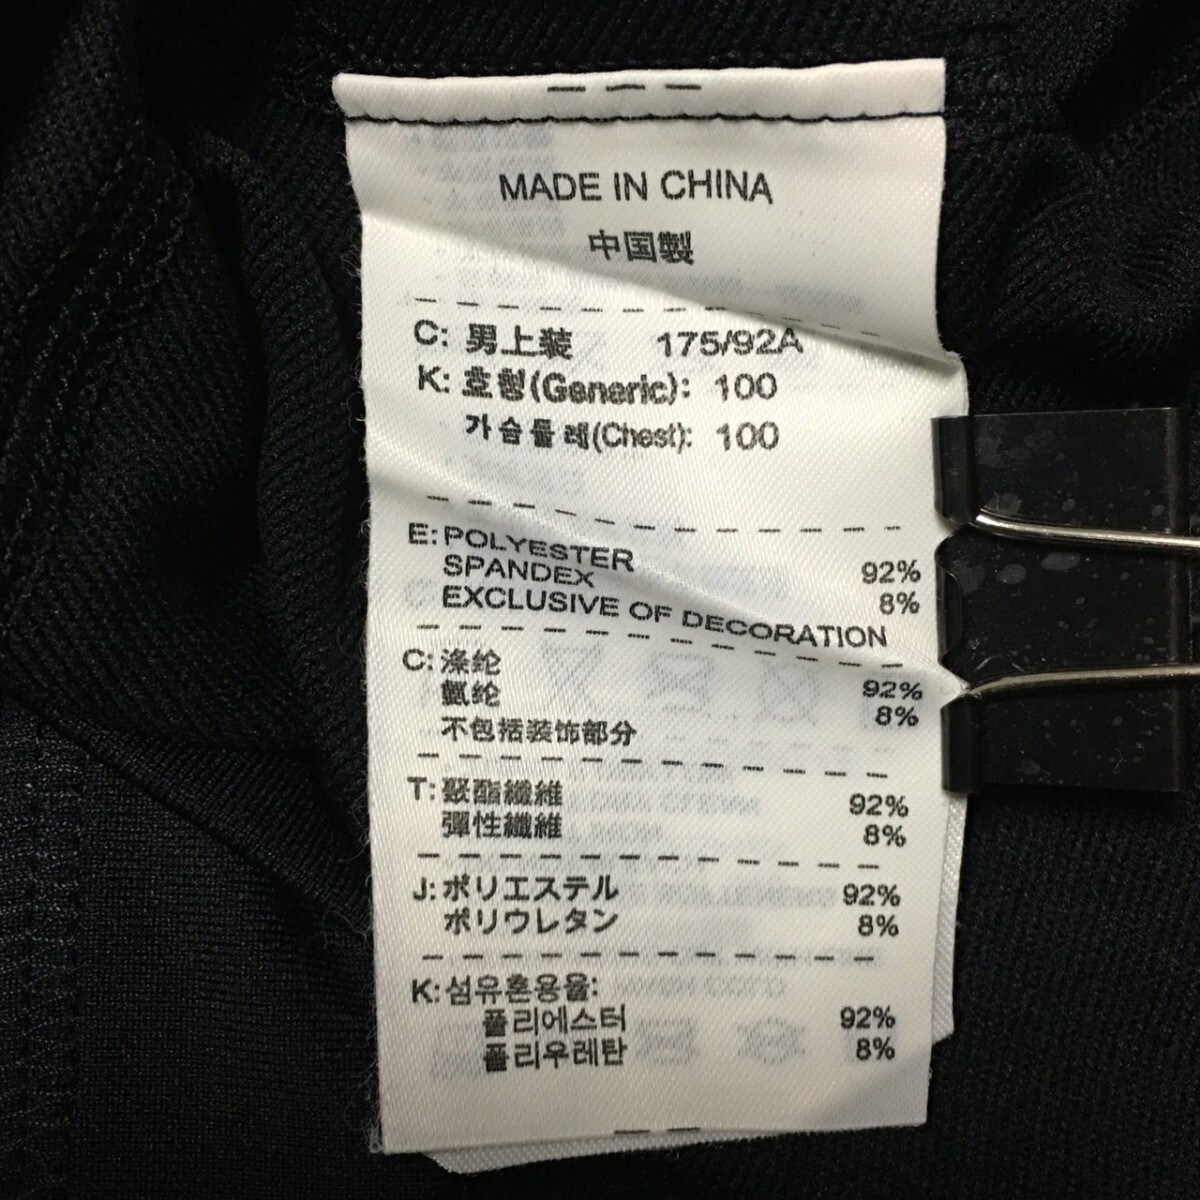 MADE IN CHINA
中国製
C: 男上装 175/92A
K: 호칭(Generic): 100
가슴둘레(Chest): 100
E: POLYESTER 92%
SPANDEX 8%
EXCLUSIVE OF DECORATION
C: 涤纶 92%
氨纶 8%
不包括装饰部分
T: 聚酯纖維 92%
彈性纖維 8%
J: ポリエステル 92%
ポリウレタン 8%
K: 섬유혼용율:
폴리에스터 92%
폴리우레탄 8%